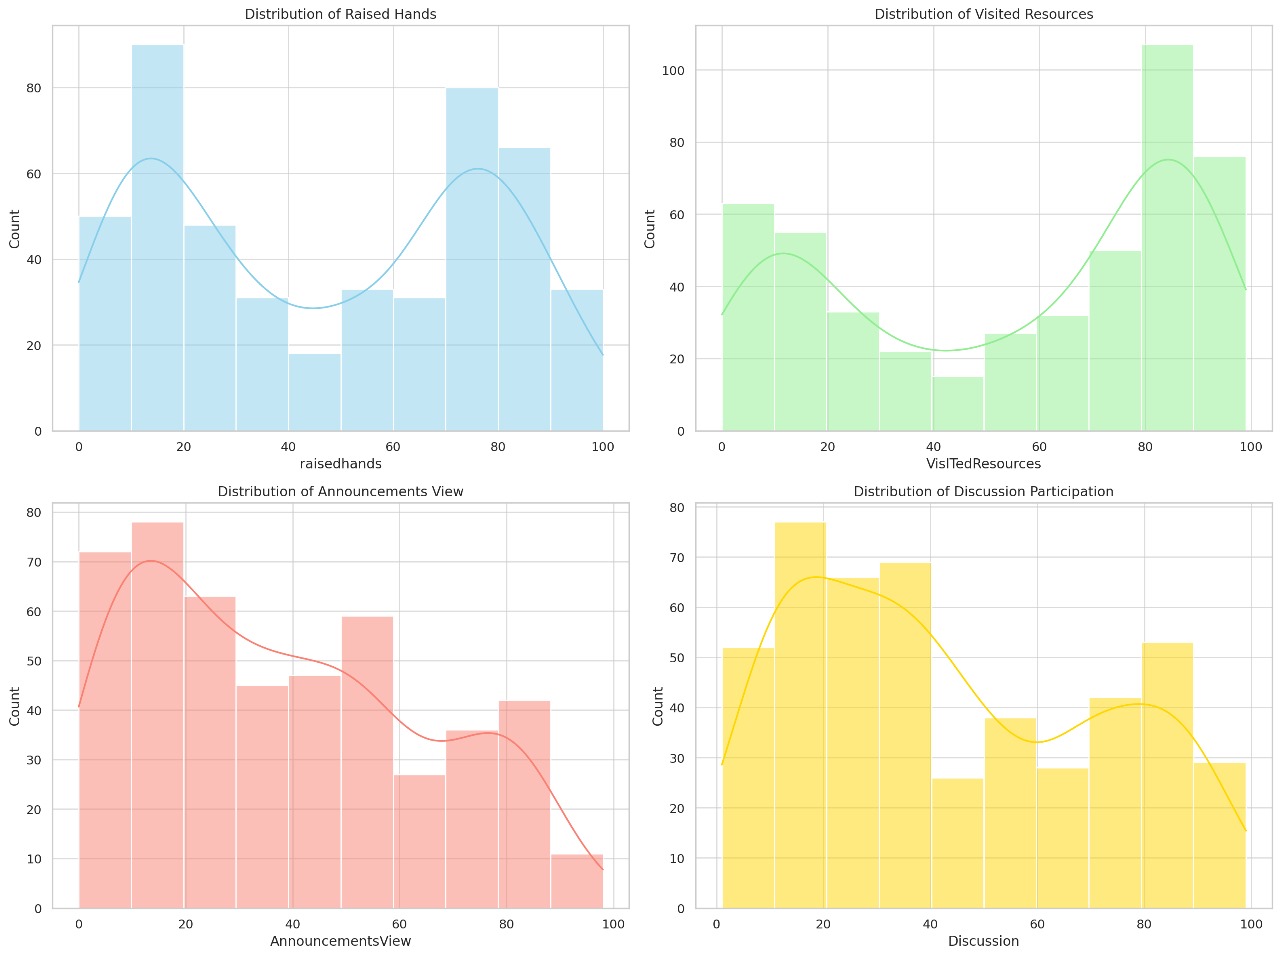 Distribution of Raised Hands
Count
80
60
40
20
0
0 20 40 60 80 100
raisedhands
Distribution of Visited Resources
Count
100
80
60
40
20
0
0 20 40 60 80 100
VisITedResources
Distribution of Announcements View
Count
80
70
60
50
40
30
20
10
0
0 20 40 60 80 100
AnnouncementsView
Distribution of Discussion Participation
Count
80
70
60
50
40
30
20
10
0
0 20 40 60 80 100
Discussion